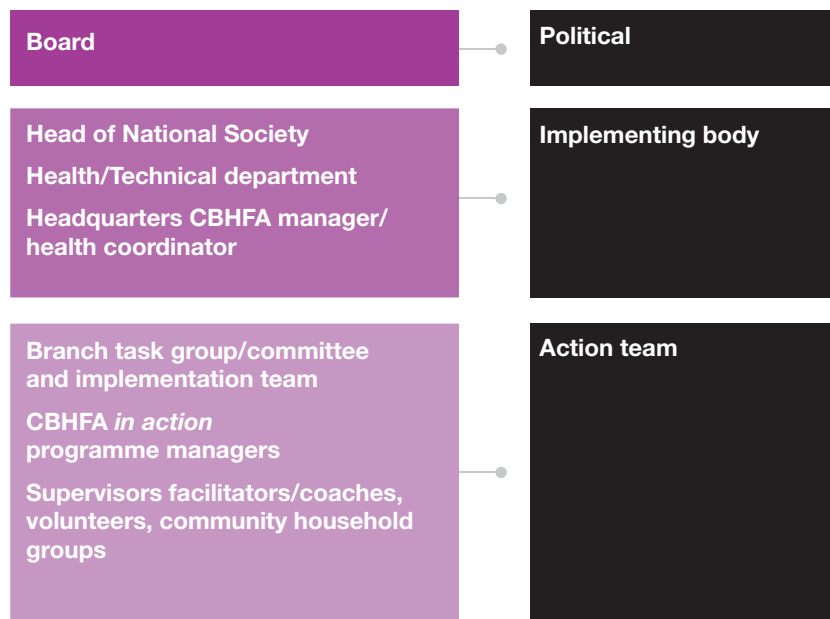 Board
Political
Head of National Society
Health/Technical department
Headquarters CBHFA manager/
health coordinator
Implementing body
Branch task group/committee
and implementation team
CBHFA in action
programme managers
Supervisors facilitators/coaches,
volunteers, community household
groups
Action team